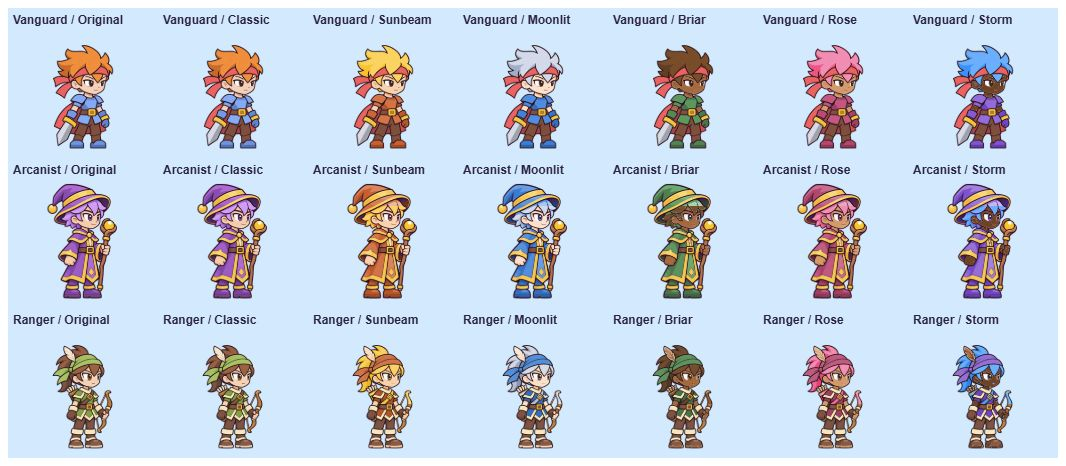 Vanguard / Original Vanguard / Classic Vanguard / Sunbeam Vanguard / Moonlit Vanguard / Briar Vanguard / Rose Vanguard / Storm
Arcanist / Original Arcanist / Classic Arcanist / Sunbeam Arcanist / Moonlit Arcanist / Briar Arcanist / Rose Arcanist / Storm
Ranger / Original Ranger / Classic Ranger / Sunbeam Ranger / Moonlit Ranger / Briar Ranger / Rose Ranger / Storm